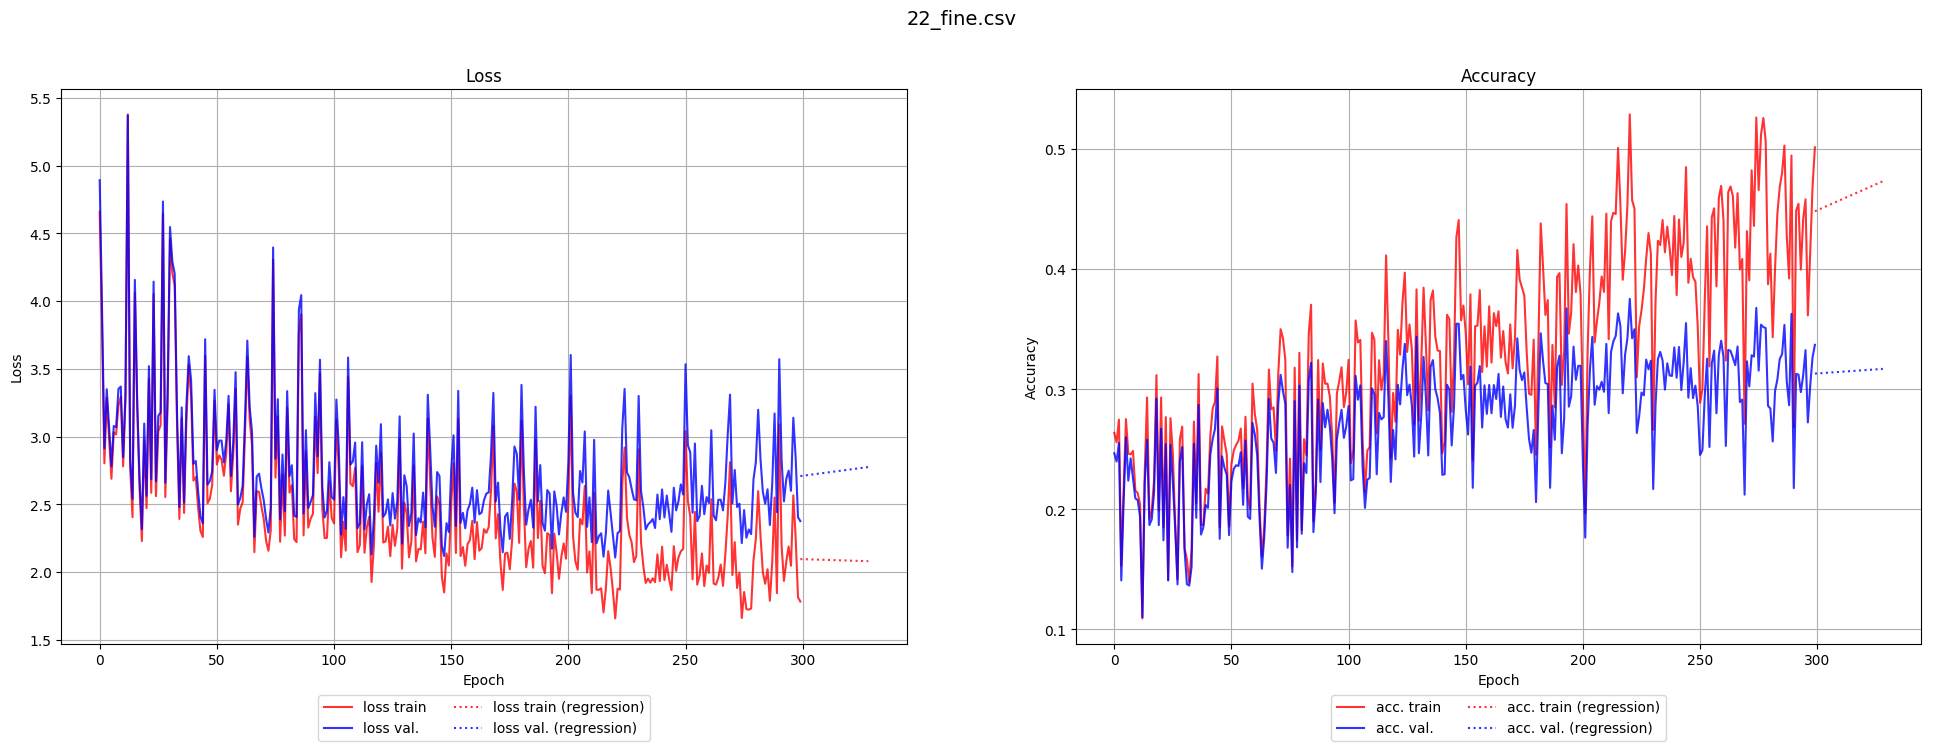 22_fine.csv
Loss
5.5
5.0
4.5
4.0
3.5
3.0
2.5
2.0
1.5
Loss
0 50 100 150 200 250 300
Epoch
loss train loss train (regression)
loss val. loss val. (regression)
Accuracy
0.5
0.4
0.3
0.2
0.1
Accuracy
0 50 100 150 200 250 300
Epoch
acc. train acc. train (regression)
acc. val. acc. val. (regression)